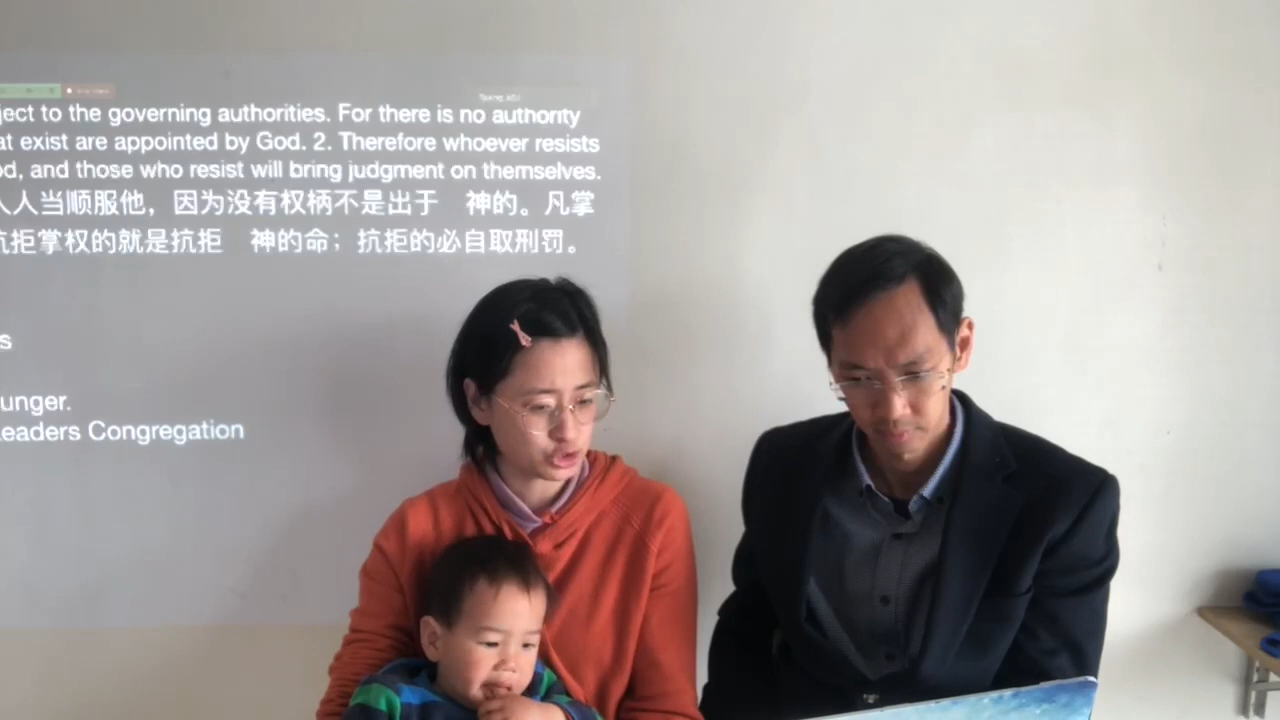 ject to the governing authorities. For there is no authority
at exist are appointed by God. 2. Therefore whoever resists
od, and those who resist will bring judgment on themselves.
人人当顺服他，因为没有权柄不是出于　神的。凡掌
抗拒掌权的就是抗拒　神的命；抗拒的必自取刑罚。
s
unger.
eaders Congregation